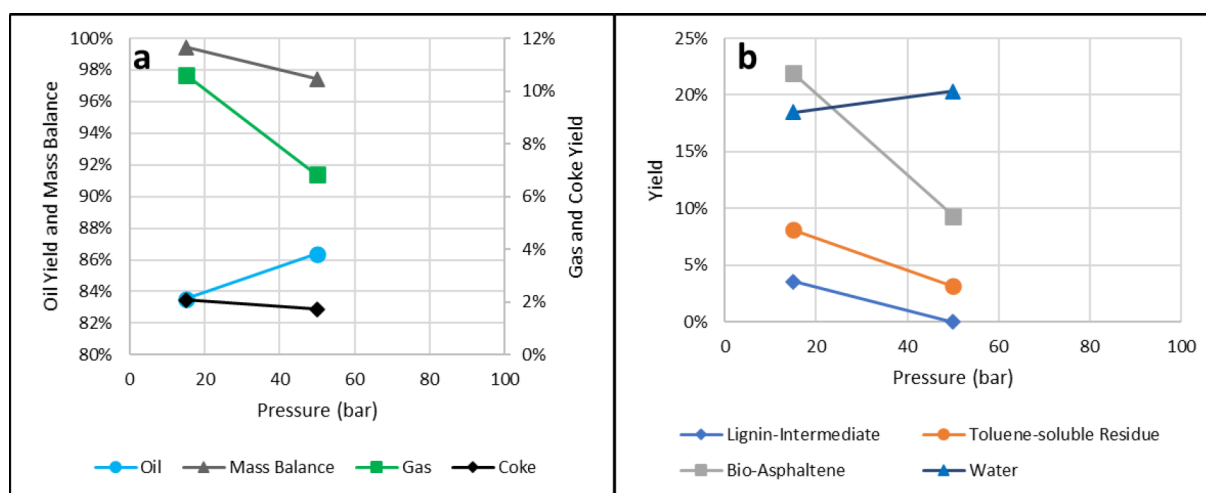 a
100%
98%
96%
94%
92%
90%
88%
86%
84%
82%
80%
Oil Yield and Mass Balance
12%
10%
8%
6%
4%
2%
0%
Gas and Coke Yield
0 20 40 60 80 100
Pressure (bar)
Oil Mass Balance Gas Coke
b
25%
20%
15%
10%
5%
0%
Yield
0 20 40 60 80 100
Pressure (bar)
Lignin-Intermediate Toluene-soluble Residue
Bio-Asphaltene Water